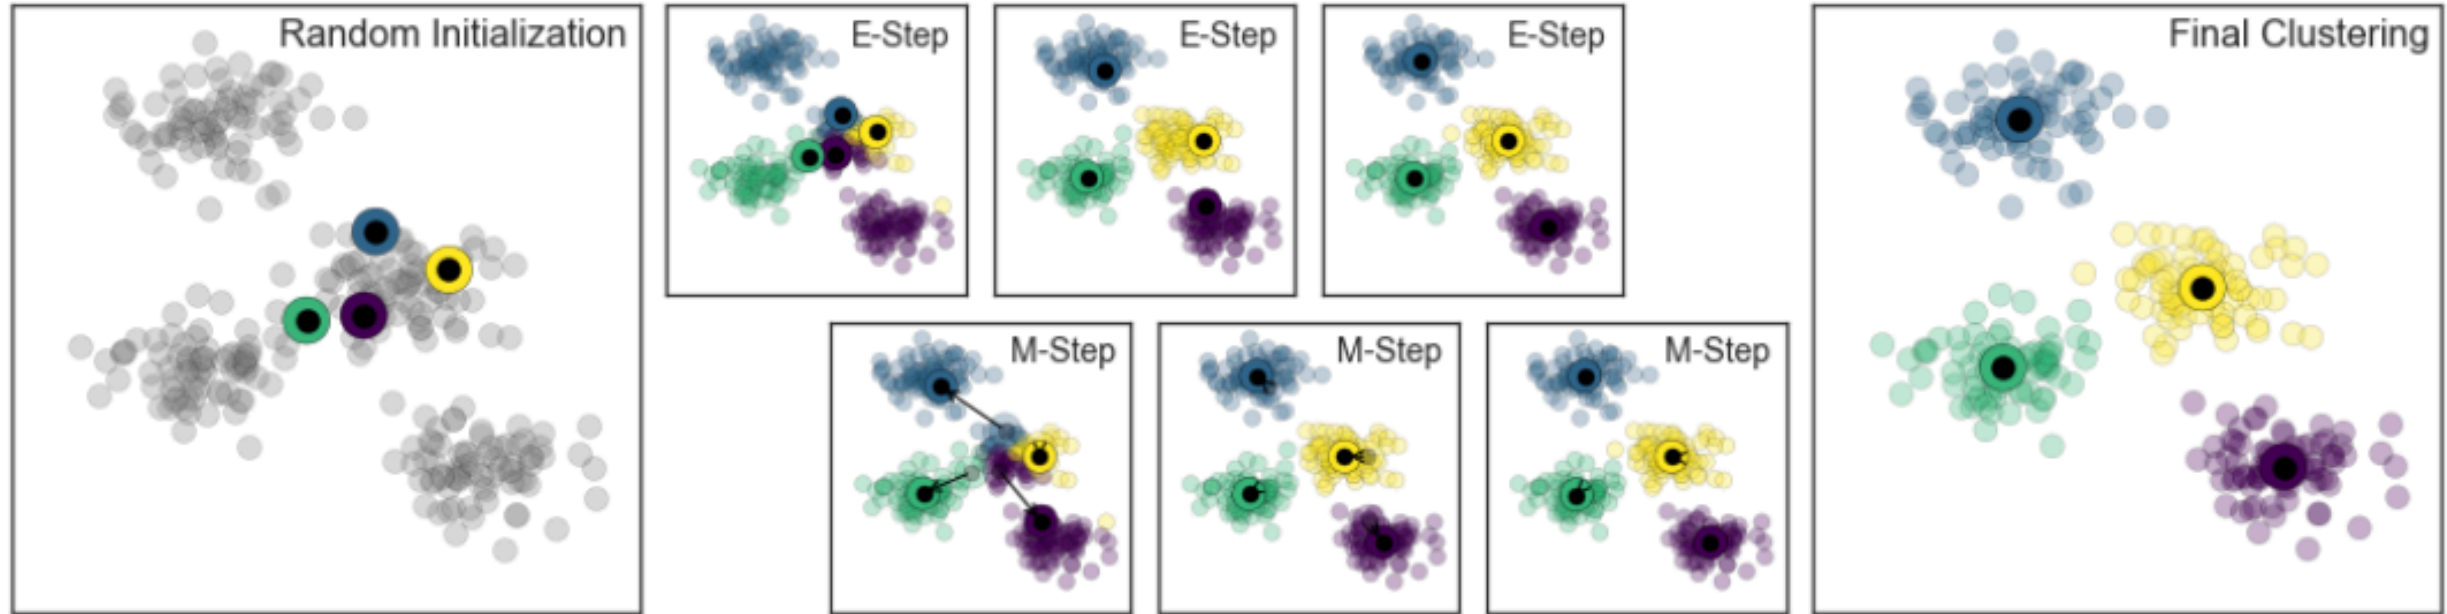 Random Initialization
E-Step
E-Step
E-Step
Final Clustering
M-Step
M-Step
M-Step